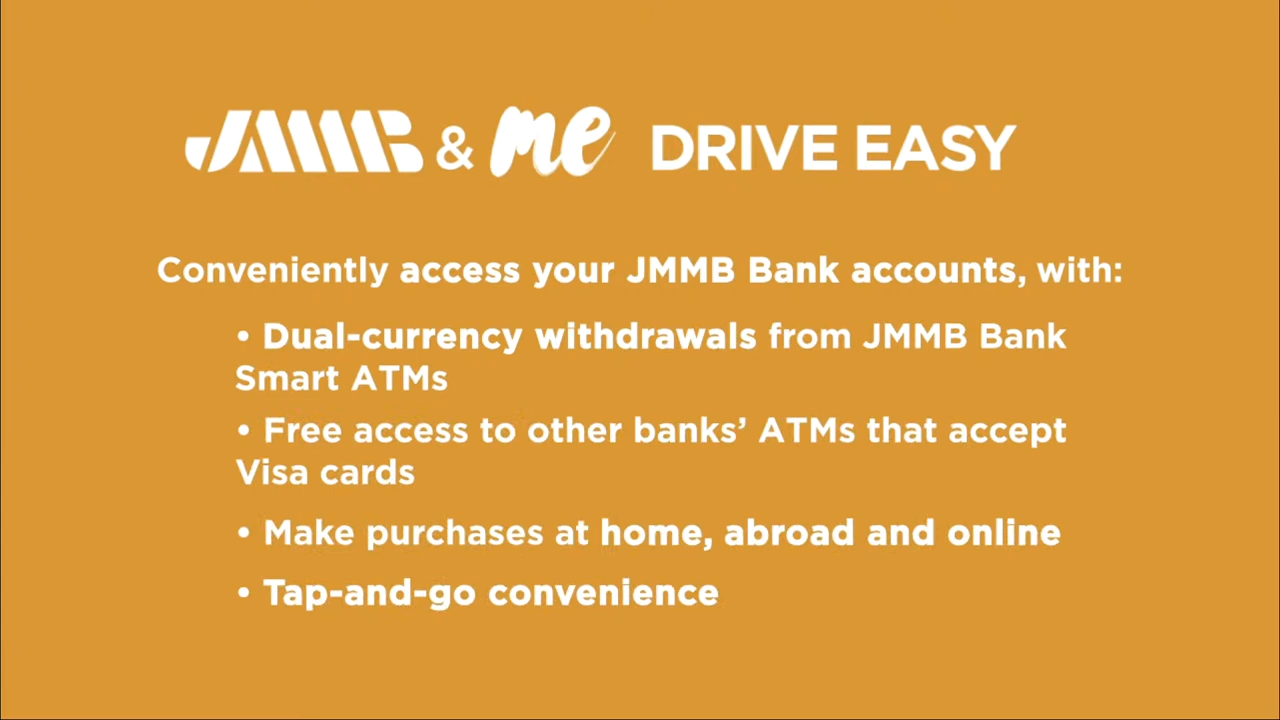 JMMB & me DRIVE EASY
Conveniently access your JMMB Bank accounts, with:
• Dual-currency withdrawals from JMMB Bank
Smart ATMs
• Free access to other banks’ ATMs that accept
Visa cards
• Make purchases at home, abroad and online
• Tap-and-go convenience